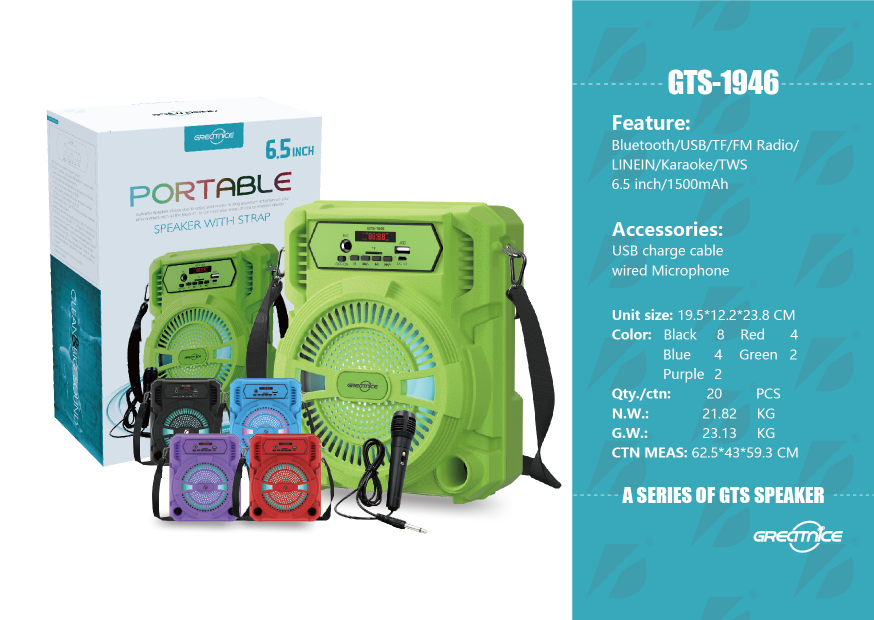 GREATNICE
6.5 INCH
PORTABLE
SPEAKER WITH STRAP
GTS-1946
GREATNICE
GTS-1946
Feature:
Bluetooth/USB/TF/FM Radio/
LINEIN/Karaoke/TWS
6.5 inch/1500mAh
Accessories:
USB charge cable
wired Microphone
Unit size: 19.5*12.2*23.8 CM
Color: Black 8 Red 4
Blue 4 Green 2
Purple 2
Qty./ctn: 20 PCS
N.W.: 21.82 KG
G.W.: 23.13 KG
CTN MEAS: 62.5*43*59.3 CM
A SERIES OF GTS SPEAKER
GREATNICE